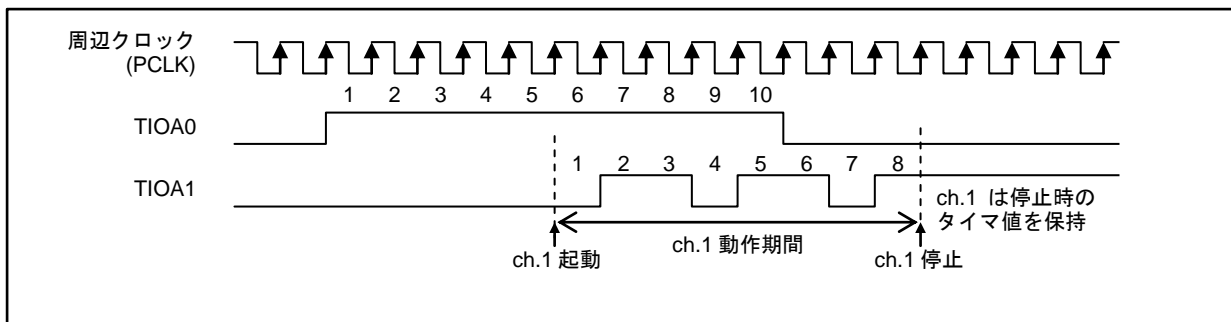 周辺クロック
(PCLK)
1 2 3 4 5 6 7 8 9 10
TIOA0
1 2 3 4 5 6 7 8
TIOA1
ch.1 は停止時の
タイマ値を保持
ch.1 起動
ch.1 動作期間
ch.1 停止